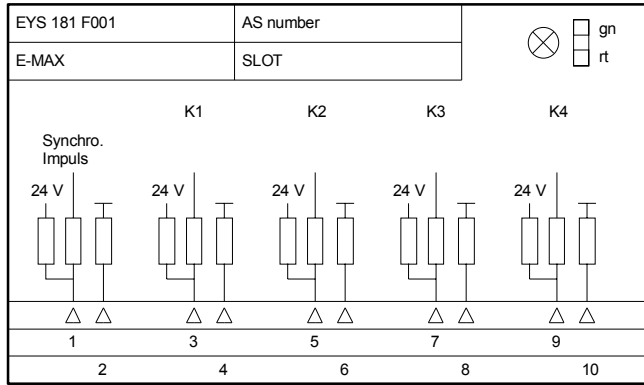 EYS 181 F001 AS number
gn
E-MAX SLOT
rt
K1 K2 K3 K4
Synchro.
Impuls
24 V 24 V 24 V 24 V 24 V
1 3 5 7 9
2 4 6 8 10